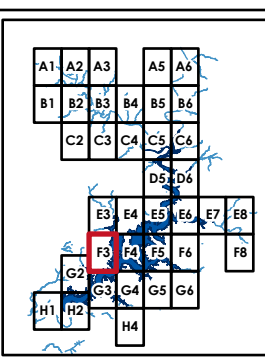 A1 A2 A3 A5 A6
B1 B2 B3 B4 B5 B6
C2 C3 C4 C5 C6
D5 D6
E3 E4 E5 E6 E7 E8
F3 F4 F5 F6 F8
G2
G3 G4 G5 G6
H1 H2
H4